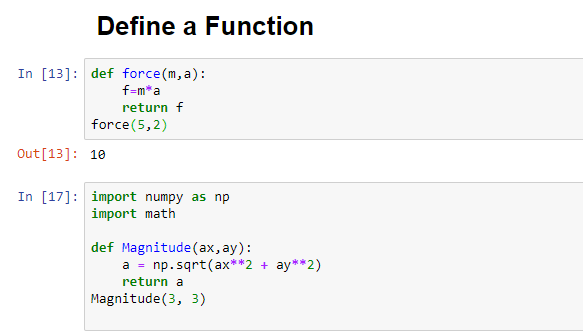 Define a Function
In [13]: def force(m,a):
    f=m*a
    return f
force(5,2)
Out[13]: 10
In [17]: import numpy as np
import math

def Magnitude(ax,ay):
    a = np.sqrt(ax**2 + ay**2)
    return a
Magnitude(3, 3)